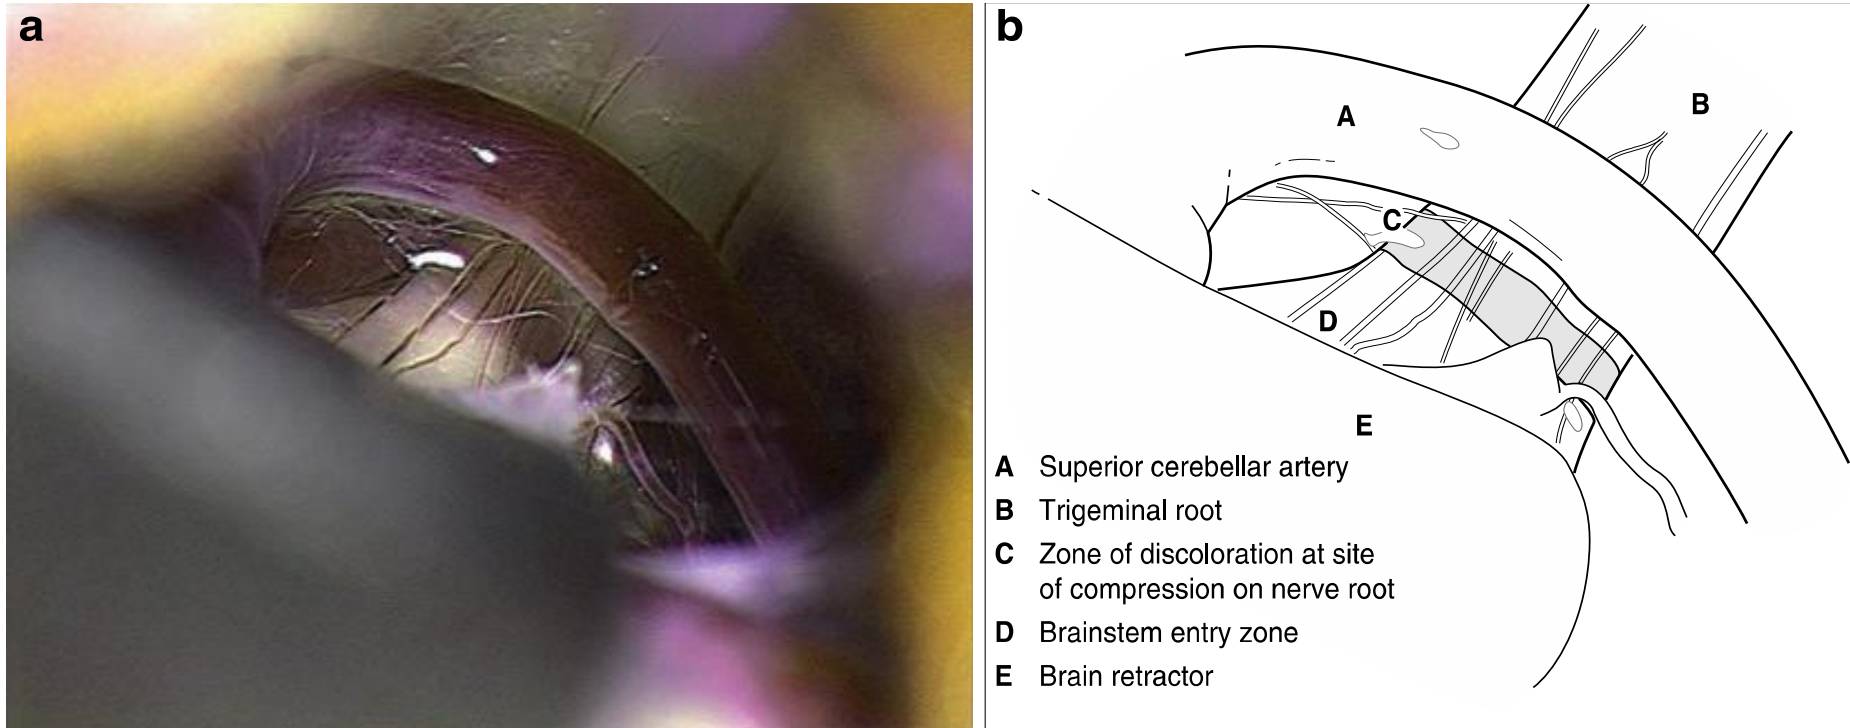 a
b
A
B
C
D
E
A Superior cerebellar artery
B Trigeminal root
C Zone of discoloration at site
of compression on nerve root
D Brainstem entry zone
E Brain retractor